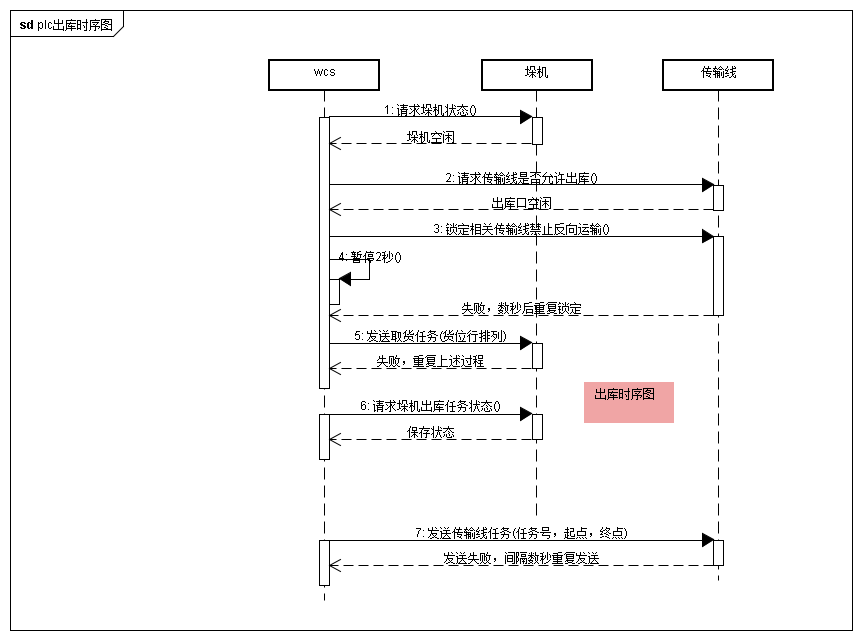 sd plc出库时序图
wcs
垛机
传输线
1: 请求垛机状态()
垛机空闲
2: 请求传输线是否允许出库()
出库口空闲
3: 锁定相关传输线禁止反向运输()
4: 暂停2秒()
失败，数秒后重复锁定
5: 发送取货任务(货位行排列)
失败，重复上述过程
出库时序图
6: 请求垛机出库任务状态()
保存状态
7: 发送传输线任务(任务号，起点，终点)
发送失败，间隔数秒重复发送